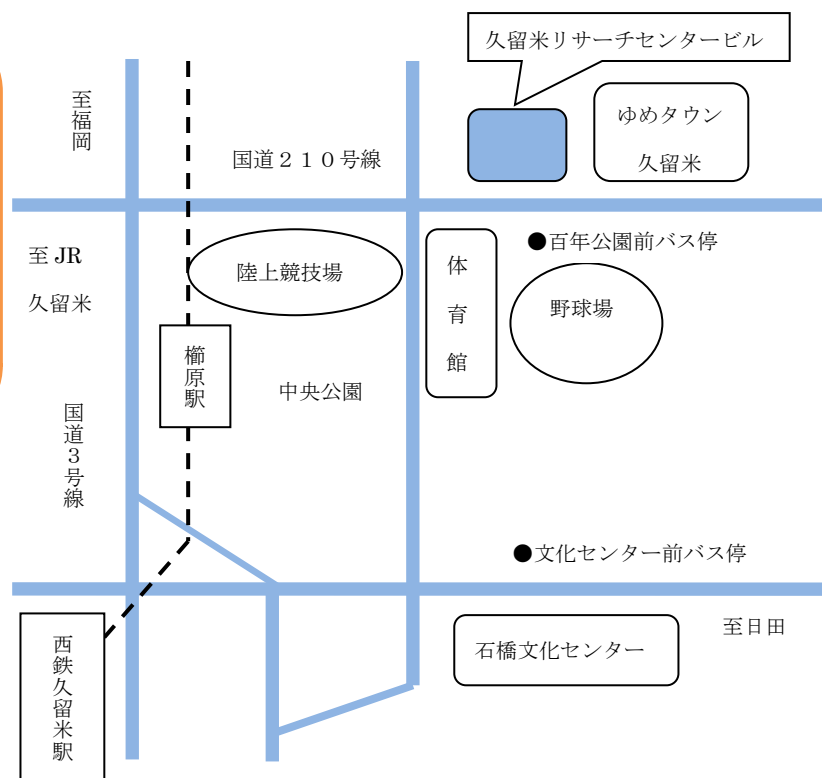 久留米リサーチセンタービル
至福岡
ゆめタウン
久留米
国道２１０号線
至 JR
久留米
陸上競技場
体育館
●百年公園前バス停
野球場
櫛原駅
中央公園
国道３号線
●文化センター前バス停
西鉄久留米駅
石橋文化センター
至日田